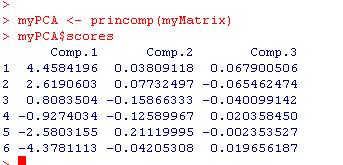 >
> myPCA <- princomp(myMatrix)
> myPCA$scores
Comp.1 Comp.2 Comp.3
1 4.4584196 0.03809118 0.067900506
2 2.6190603 0.07732497 -0.065462474
3 0.8083504 -0.15866333 -0.040099142
4 -0.9274034 -0.12589967 0.020358450
5 -2.5803155 0.21119995 -0.002353527
6 -4.3781113 -0.04205308 0.019656187
>